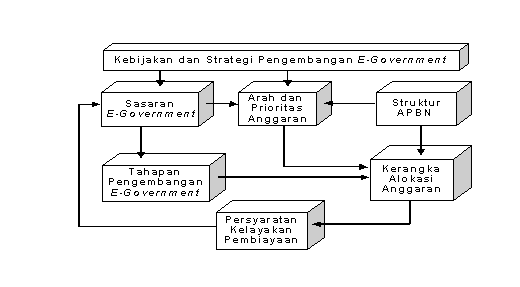 Kebijakan dan Strategi Pengembangan E-Government
Sasaran
E-Government
Arah dan
Prioritas
Anggaran
Struktur
APBN
Tahapan
Pengembangan
E-Government
Kerangka
Alokasi
Anggaran
Persyaratan
Kelayakan
Pembiayaan